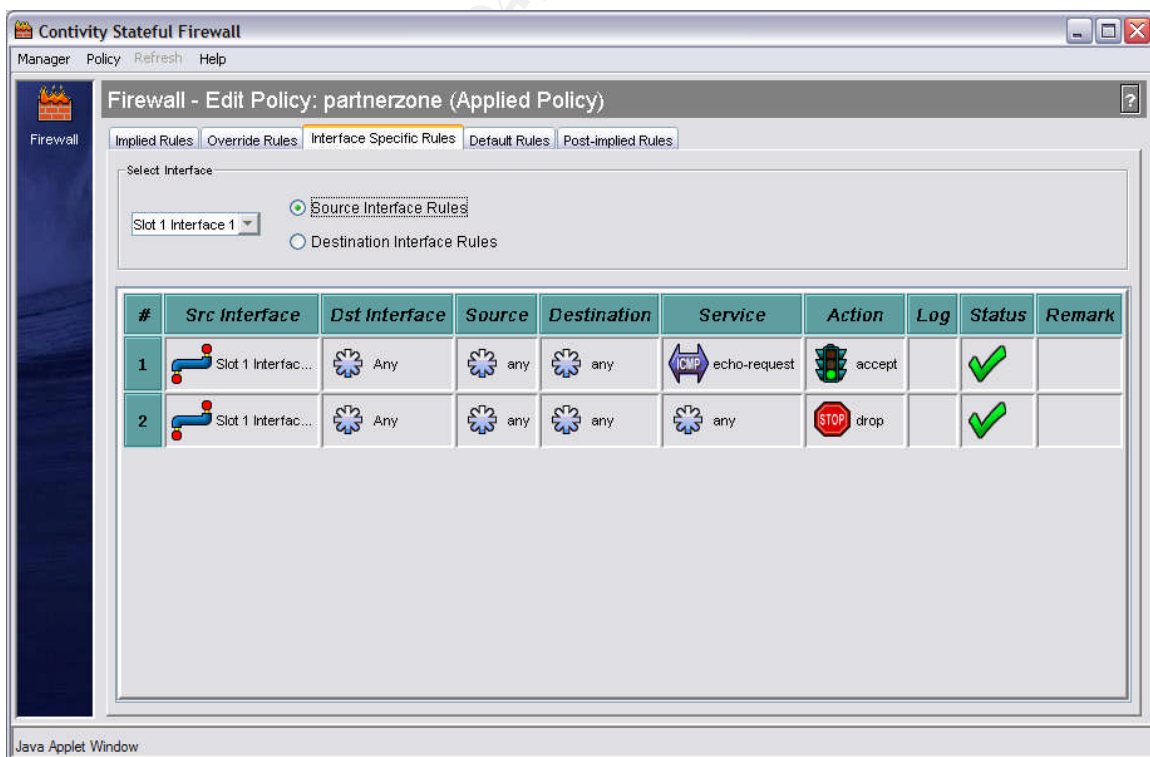 Contivity Stateful Firewall
Manager Policy Refresh Help
Firewall
Firewall - Edit Policy: partnerzone (Applied Policy)
?
Implied Rules Override Rules Interface Specific Rules Default Rules Post-implied Rules
Select Interface
Slot 1 Interface 1
Source Interface Rules
Destination Interface Rules
# Src Interface Dst Interface Source Destination Service Action Log Status Remark
1 Slot 1 Interfac... Any any any ICMP echo-request accept
2 Slot 1 Interfac... Any any any any STOP drop
Java Applet Window